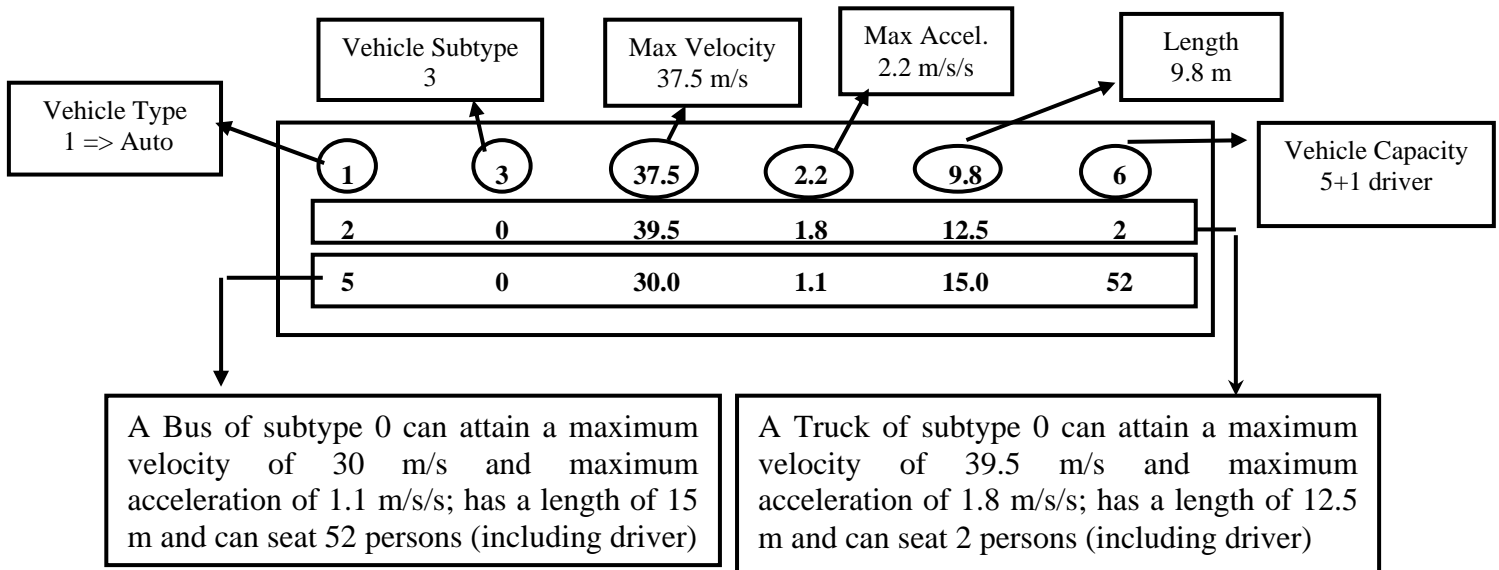 Vehicle Subtype
3
Max Velocity
37.5 m/s
Max Accel.
2.2 m/s/s
Length
9.8 m
Vehicle Type
1 => Auto
Vehicle Capacity
5+1 driver
1 3 37.5 2.2 9.8 6
2 0 39.5 1.8 12.5 2
5 0 30.0 1.1 15.0 52
A Bus of subtype 0 can attain a maximum
velocity of 30 m/s and maximum
acceleration of 1.1 m/s/s; has a length of 15
m and can seat 52 persons (including driver)
A Truck of subtype 0 can attain a maximum
velocity of 39.5 m/s and maximum
acceleration of 1.8 m/s/s; has a length of 12.5
m and can seat 2 persons (including driver)